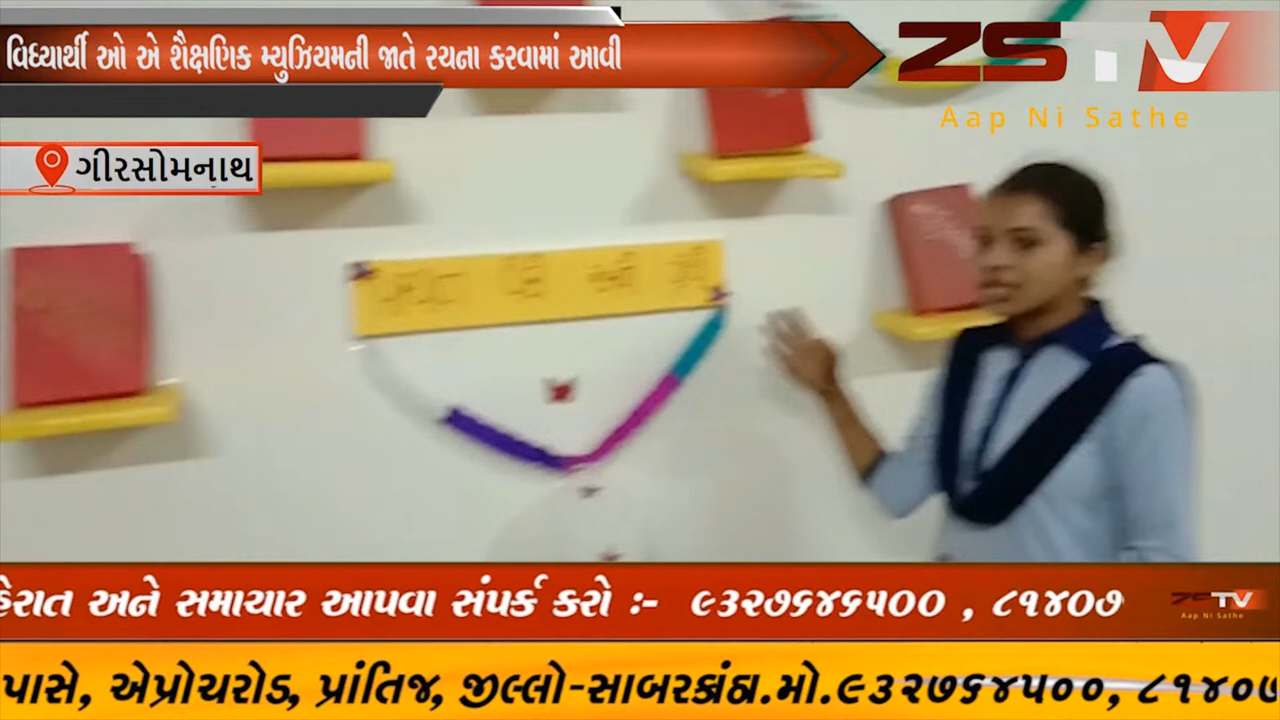 વિધ્યાર્થી ઓ એ શૈક્ષણિક મ્યુઝિયમની જાતે રચના કરવામાં આવી
ZSTV
Aap Ni Sathe
ગીરસોમનાથ
હેરાત અને સમાચાર આપવા સંપર્ક કરો :- ૯૩૨૭૬૪૬૫૦૦ , ૮૧૪૦૭
ZSTV
Aap Ni Sathe
પાસે, એપ્રોચરોડ, પ્રાંતિજ, જીલ્લો-સાબરકાંઠા.મો.૯૩૨૭૬૪૫૦૦, ૮૧૪૦૭